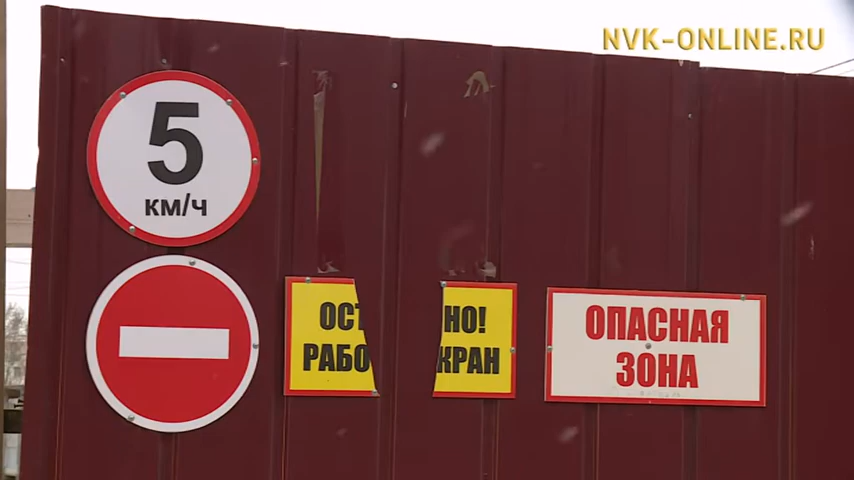 NVK-ONLINE.RU
5
км/ч
ОСТ НО!
РАБО КРАН
ОПАСНАЯ
ЗОНА